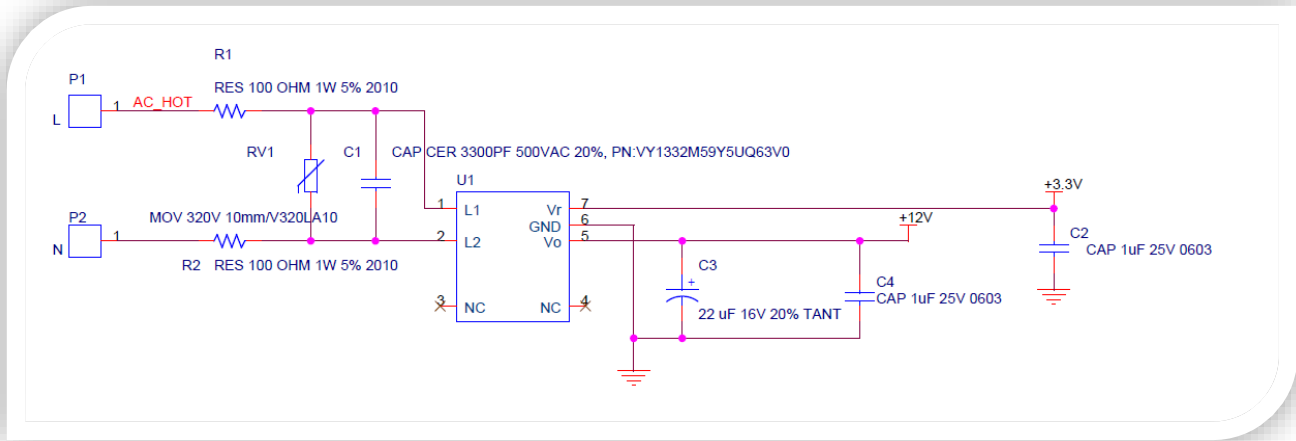 R1
RES 100 OHM 1W 5% 2010
P1
1
AC_HOT
L
RV1
C1
CAP CER 3300PF 500VAC 20%, PN:VY1332M59Y5UQ63V0
MOV 320V 10mm/V320LA10
P2
1
N
R2
RES 100 OHM 1W 5% 2010
U1
1
L1
Vr
7
GND
6
2
L2
Vo
5
3
NC
NC
4
+3.3V
+12V
C2
CAP 1uF 25V 0603
C3
+
22 uF 16V 20% TANT
C4
CAP 1uF 25V 0603